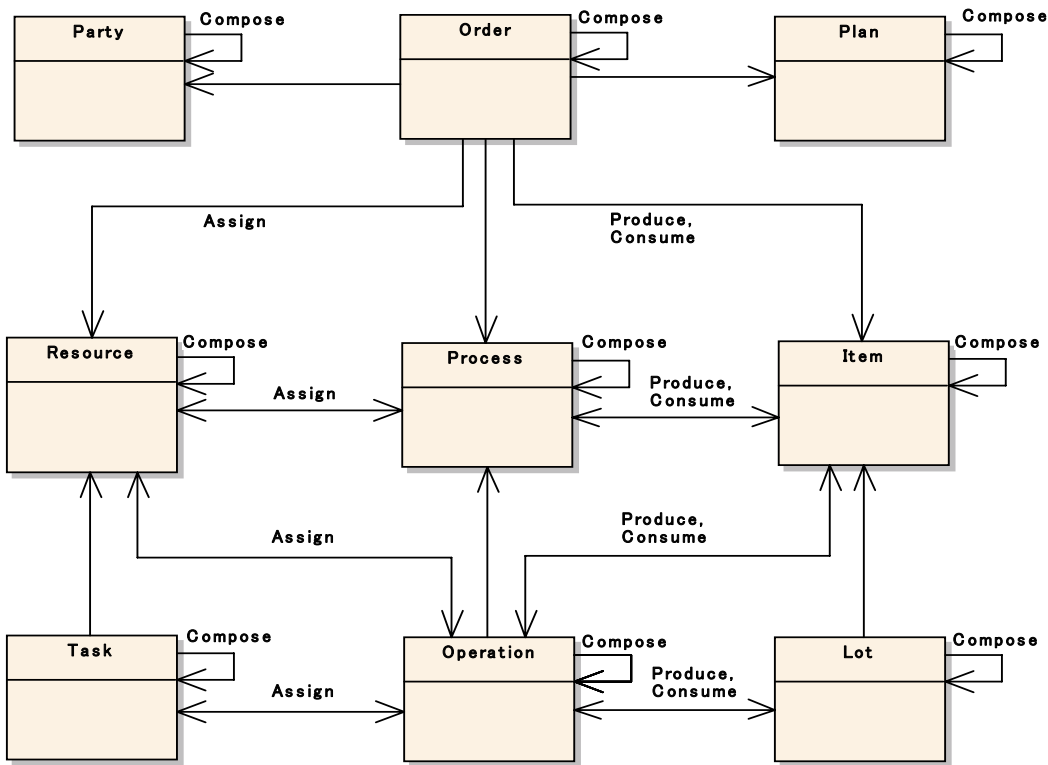 Party
Compose
Order
Compose
Plan
Compose
Assign
Produce,
Consume
Resource
Compose
Process
Compose
Item
Compose
Assign
Produce,
Consume
Assign
Produce,
Consume
Task
Compose
Operation
Compose
Lot
Compose
Assign
Produce,
Consume